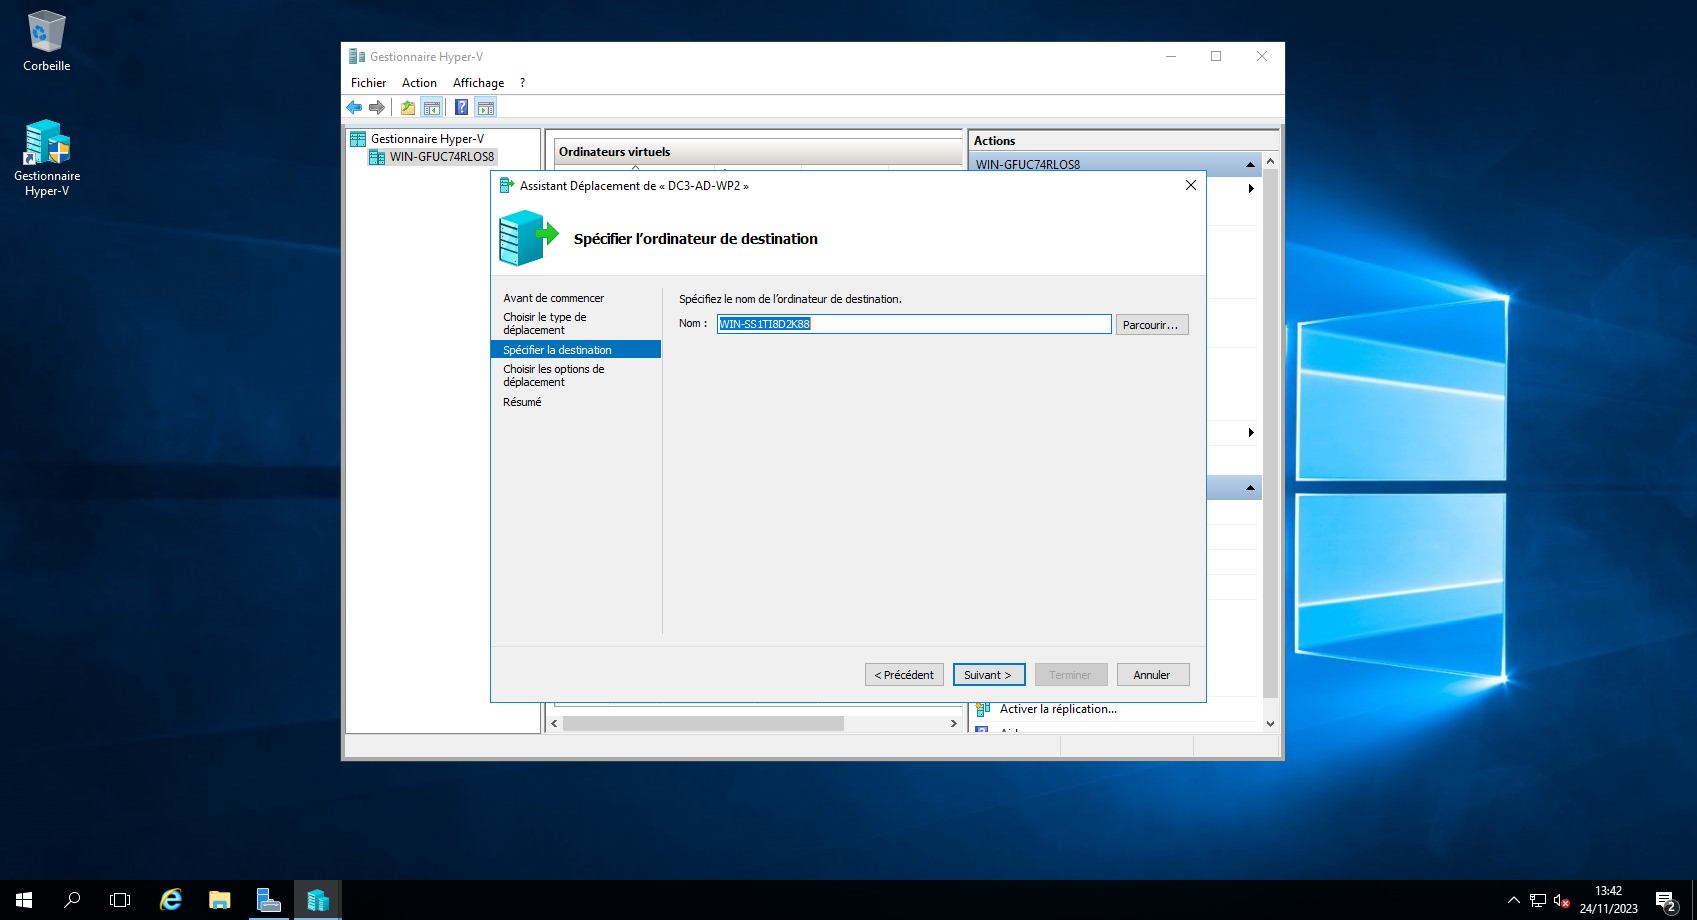 Corbeille
Gestionnaire
Hyper-V
Gestionnaire Hyper-V
Fichier Action Affichage ?
Gestionnaire Hyper-V
WIN-GFUC74RLOS8
Ordinateurs virtuels
Actions
WIN-GFUC74RLOS8
Assistant Déplacement de « DC3-AD-WP2 »
Spécifier l'ordinateur de destination
Avant de commencer
Choisir le type de
déplacement
Spécifier la destination
Choisir les options de
déplacement
Résumé
Spécifiez le nom de l'ordinateur de destination.
Nom : WIN-SS1TI8D2K88 Parcourir...
< Précédent Suivant > Terminer Annuler
Activer la réplication...
13:42
24/11/2023
2